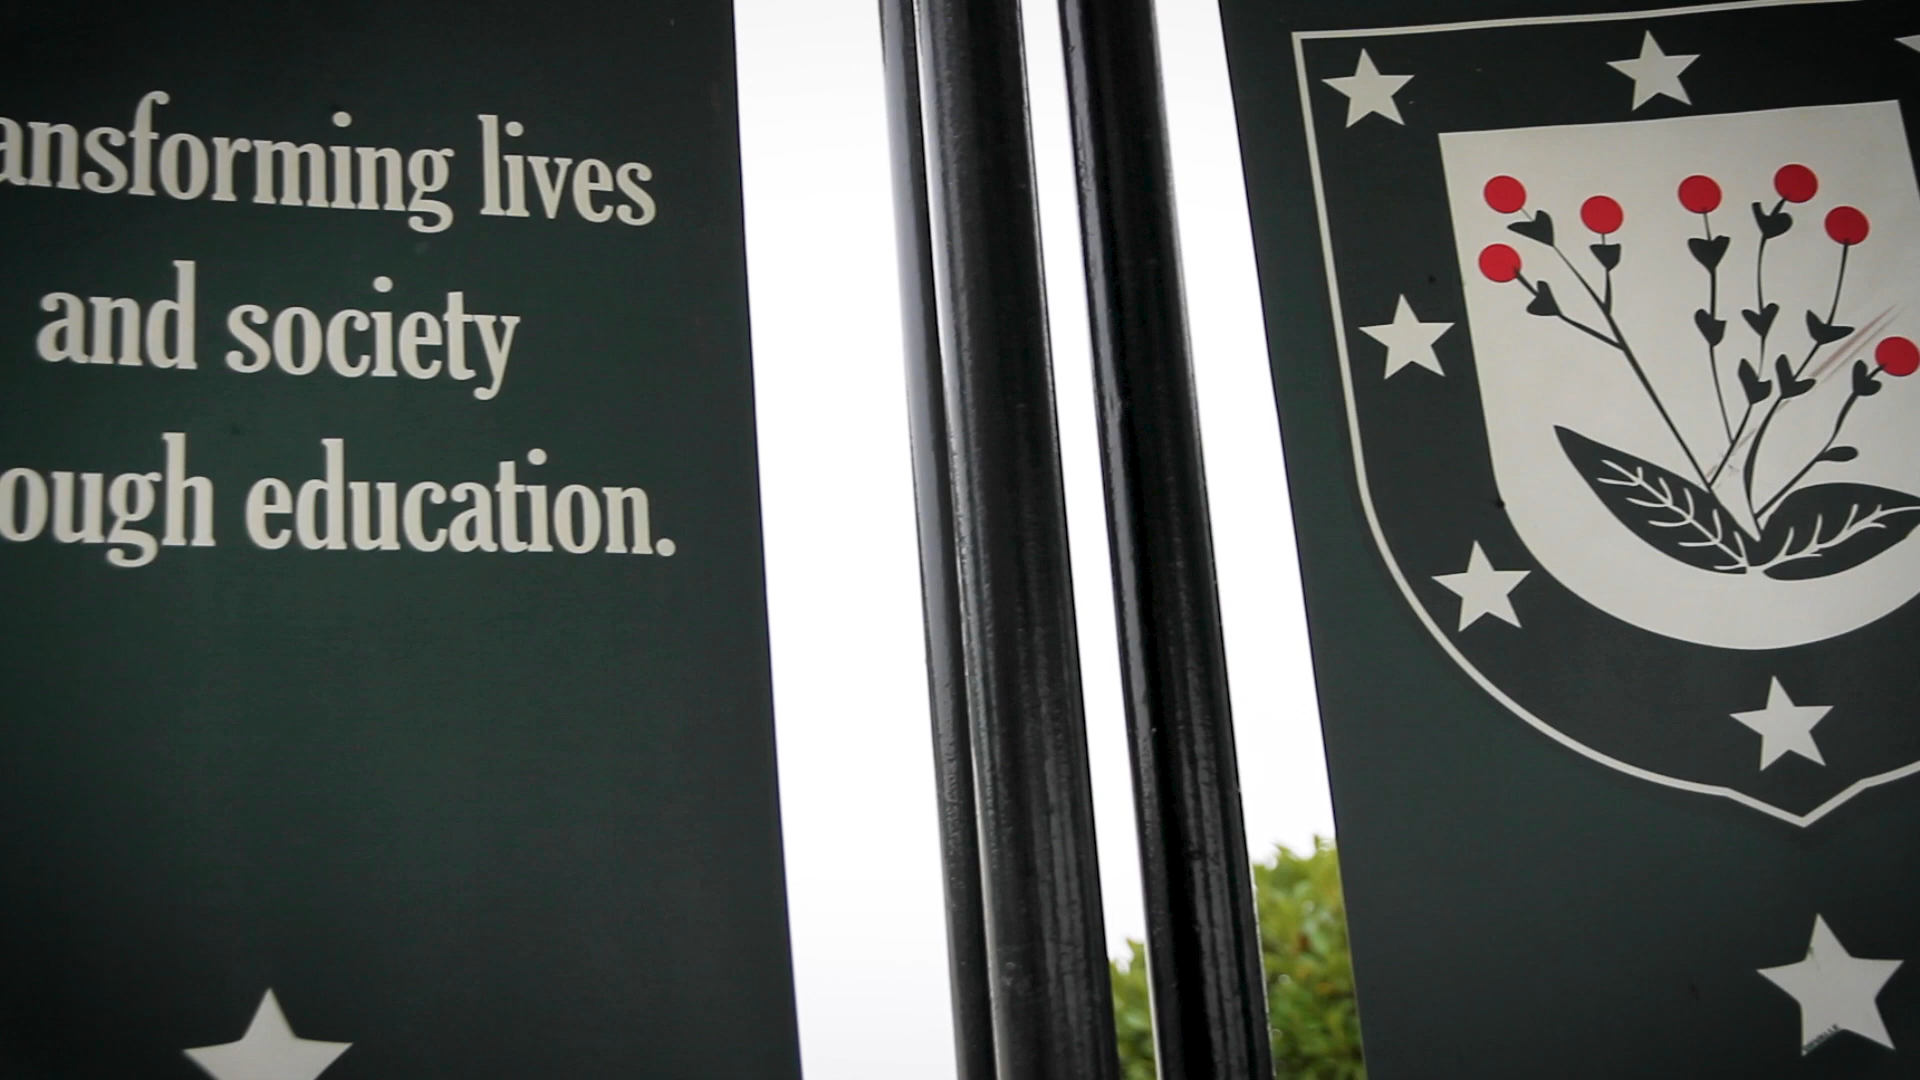 ansforming lives
and society
ough education.